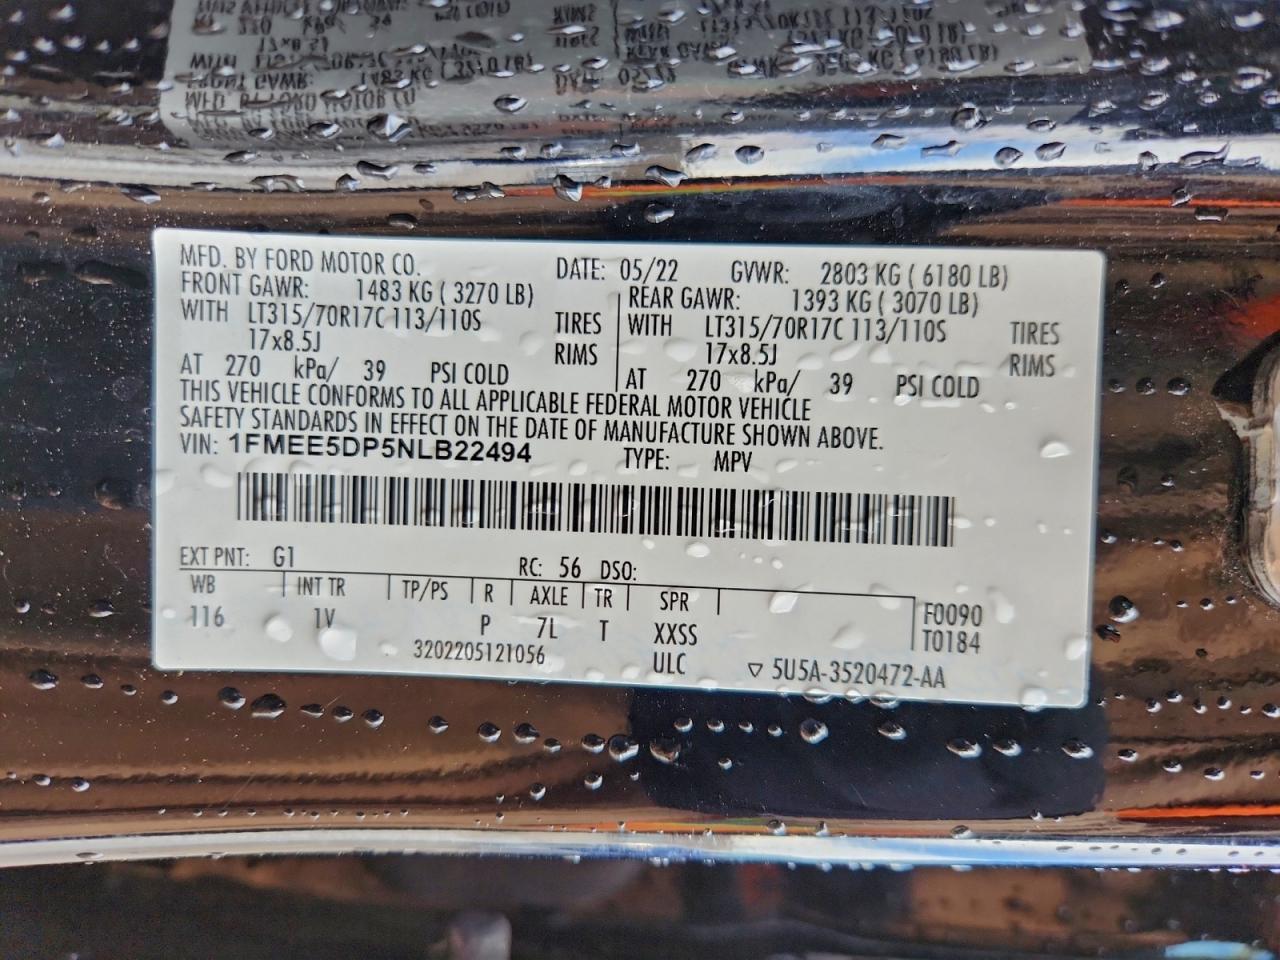 MFD. BY FORD MOTOR CO. DATE: 05/22 GVWR: 2803 KG ( 6180 LB)
FRONT GAWR: 1483 KG ( 3270 LB) REAR GAWR: 1393 KG ( 3070 LB)
WITH LT315/70R17C 113/110S TIRES WITH LT315/70R17C 113/110S TIRES
17x8.5J RIMS 17x8.5J RIMS
AT 270 kPa/ 39 PSI COLD AT 270 kPa/ 39 PSI COLD
THIS VEHICLE CONFORMS TO ALL APPLICABLE FEDERAL MOTOR VEHICLE
SAFETY STANDARDS IN EFFECT ON THE DATE OF MANUFACTURE SHOWN ABOVE.
VIN: 1FMEE5DP5NLB22494 TYPE: MPV
EXT PNT: G1 RC: 56 DSO:
WB INT TR TP/PS R AXLE TR SPR F0090
116 1V P 7L T XXSS T0184
3202205121056 ULC ▽ 5U5A-3520472-AA